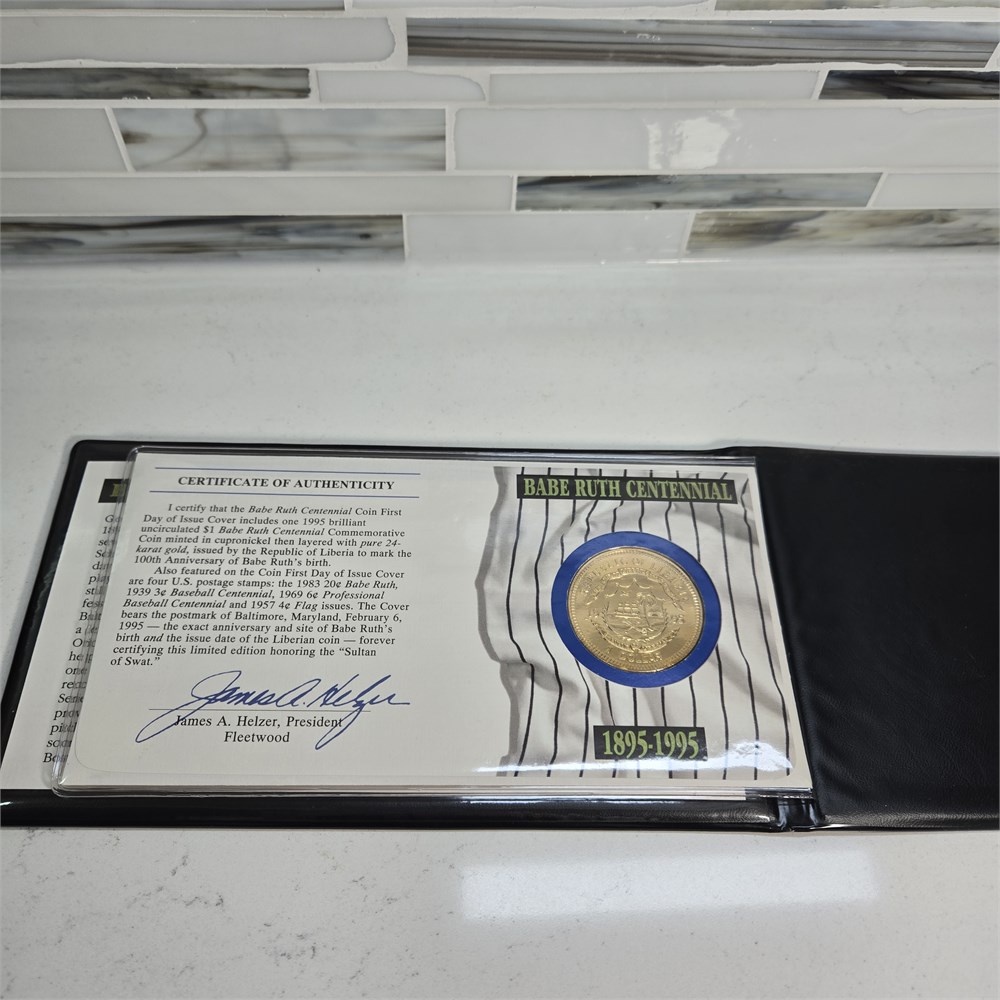 CERTIFICATE OF AUTHENTICITY
I certify that the Babe Ruth Centennial Coin First
Day of Issue Cover includes one 1995 brilliant
uncirculated $1 Babe Ruth Centennial Commemorative
Coin minted in cupronickel then layered with pure 24-
karat gold, issued by the Republic of Liberia to mark the
100th Anniversary of Babe Ruth's birth.
Also featured on the Coin First Day of Issue Cover
are four U.S. postage stamps: the 1983 20¢ Babe Ruth,
1939 3¢ Baseball Centennial, 1969 6¢ Professional
Baseball Centennial and 1957 4¢ Flag issues. The Cover
bears the postmark of Baltimore, Maryland, February 6,
1995 — the exact anniversary and site of Babe Ruth's
birth and the issue date of the Liberian coin — forever
certifying this limited edition honoring the "Sultan
of Swat."
James A. Helzer
James A. Helzer, President
Fleetwood
BABE RUTH CENTENNIAL
1895-1995